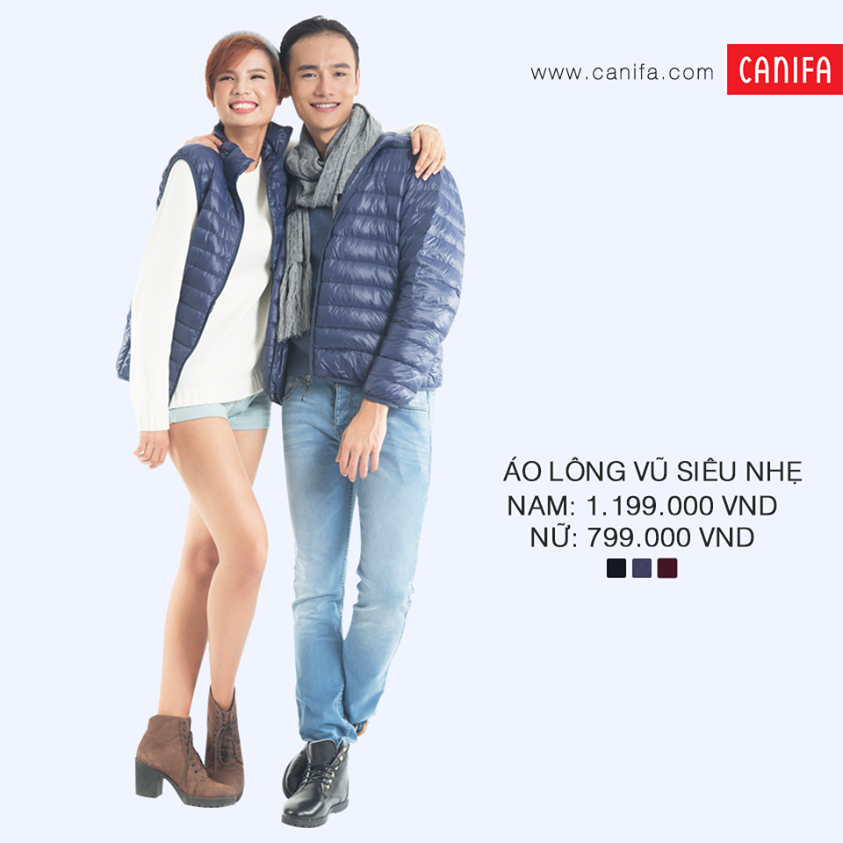 www.canifa.com CANIFA
ÁO LÔNG VŨ SIÊU NHẸ
NAM: 1.199.000 VND
NỮ: 799.000 VND